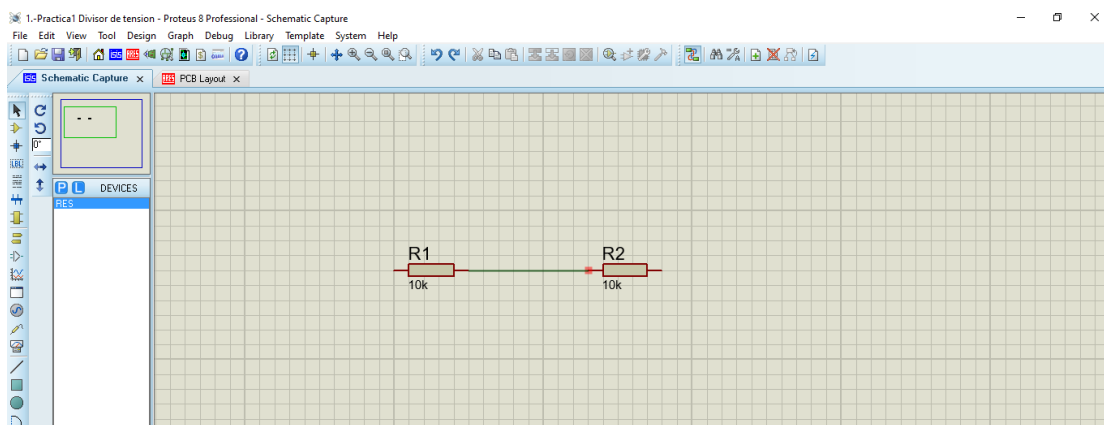 1.-Practica1 Divisor de tension - Proteus 8 Professional - Schematic Capture
File Edit View Tool Design Graph Debug Library Template System Help
Schematic Capture x PCB Layout x
0°
P L DEVICES
RES
R1 R2
10k 10k